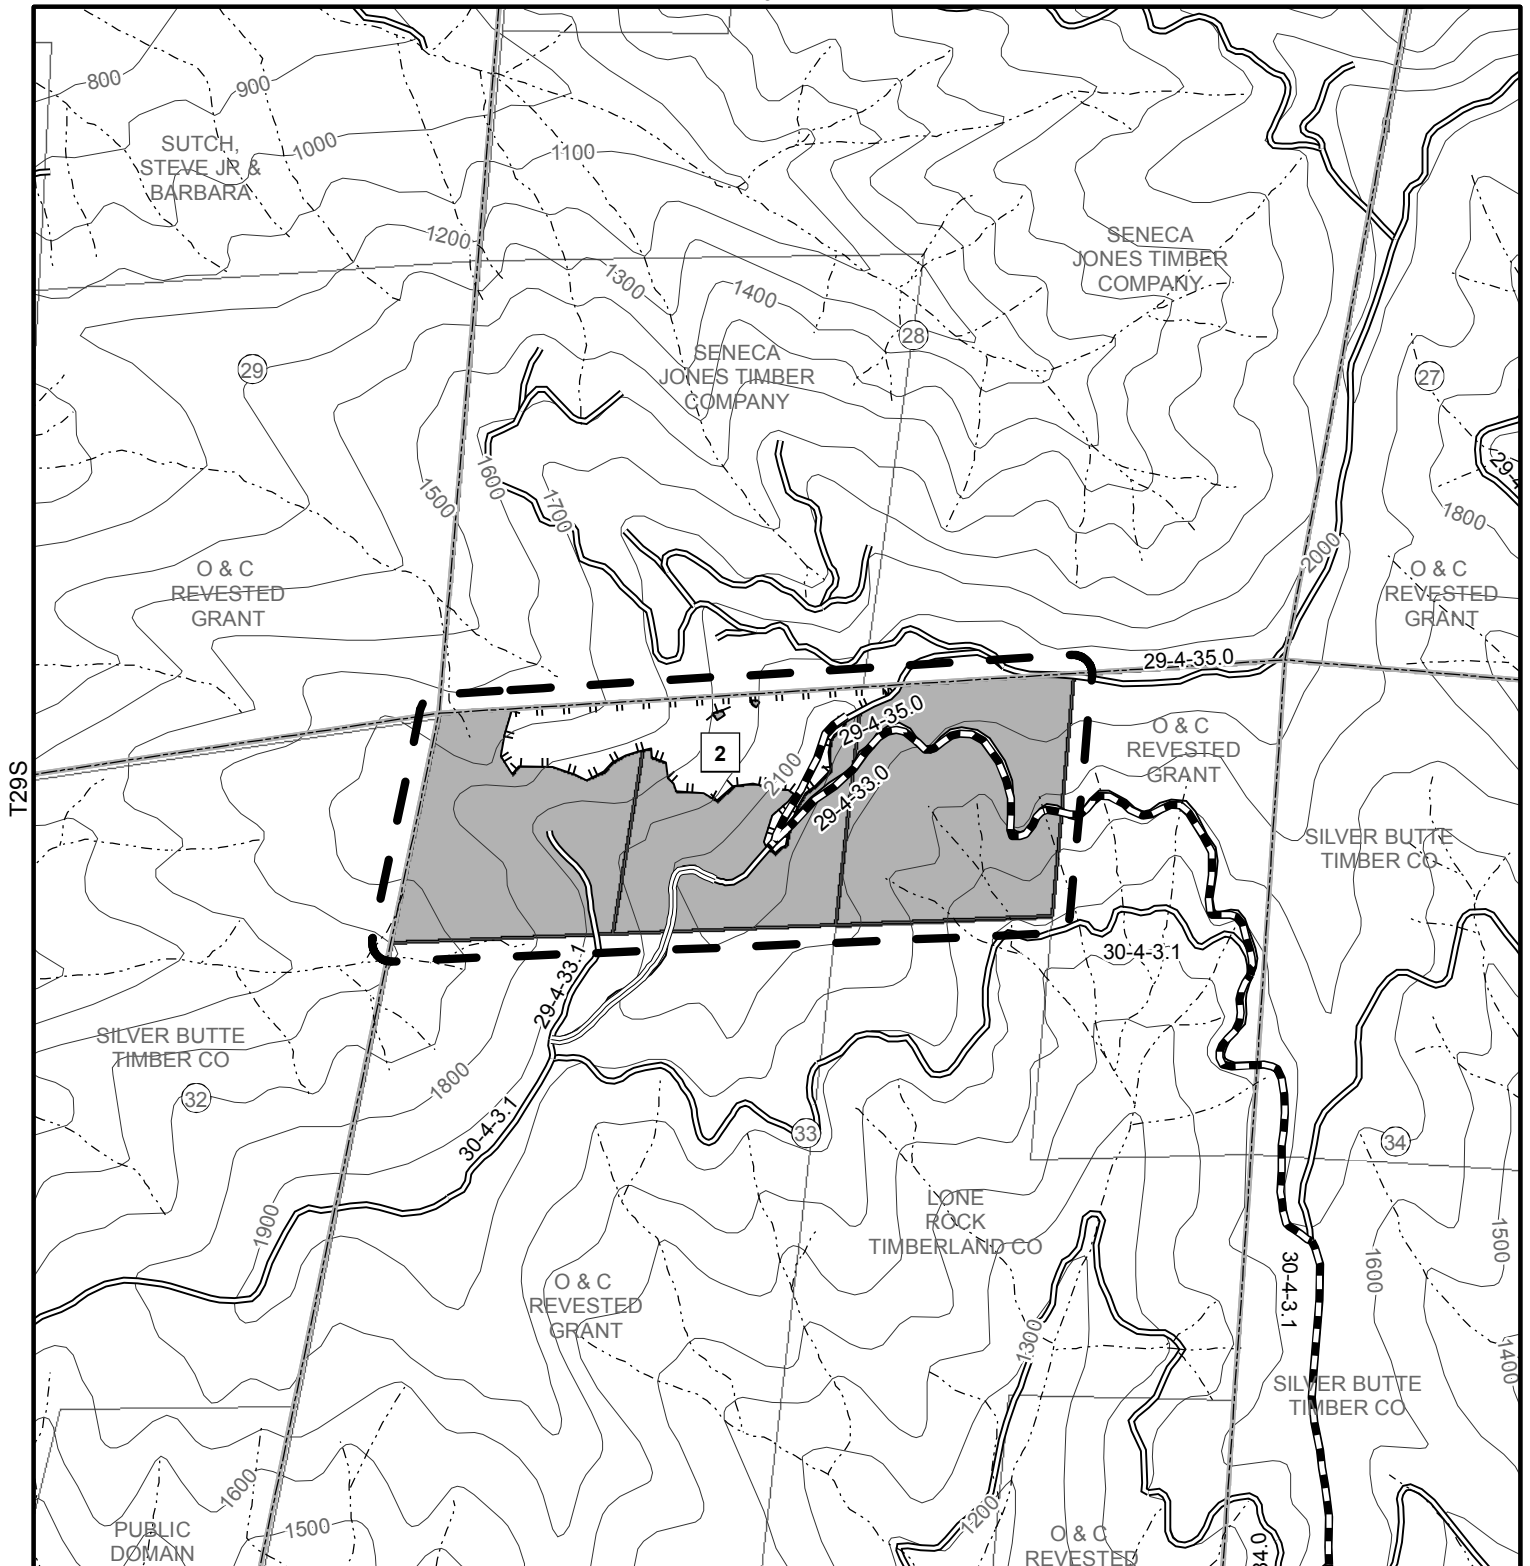 800
900
SUTCH,
STEVE JR &
BARBARA
1000
1100
1200
SENECA
JONES TIMBER
COMPANY
1300
1400
28
29
SENECA
JONES TIMBER
COMPANY
27
1600
1500
1700
29-4
1800
2000
O & C
REVESTED
GRANT
O & C
REVESTED
GRANT
29-4-35.0
29-4-35.0
2
O & C
REVESTED
GRANT
2100
29-4-33.0
T29S
SILVER BUTTE
TIMBER CO
30-4-3.1
29-4-33.1
SILVER BUTTE
TIMBER CO
1800
32
30-4-3.1
33
34
LONE
ROCK
TIMBERLAND CO
1900
1500
1600
30-4-3.1
O & C
REVESTED
GRANT
1300
1400
SILVER BUTTE
TIMBER CO
1600
1200
1500
PUBLIC
DOMAIN
O & C
REVESTED